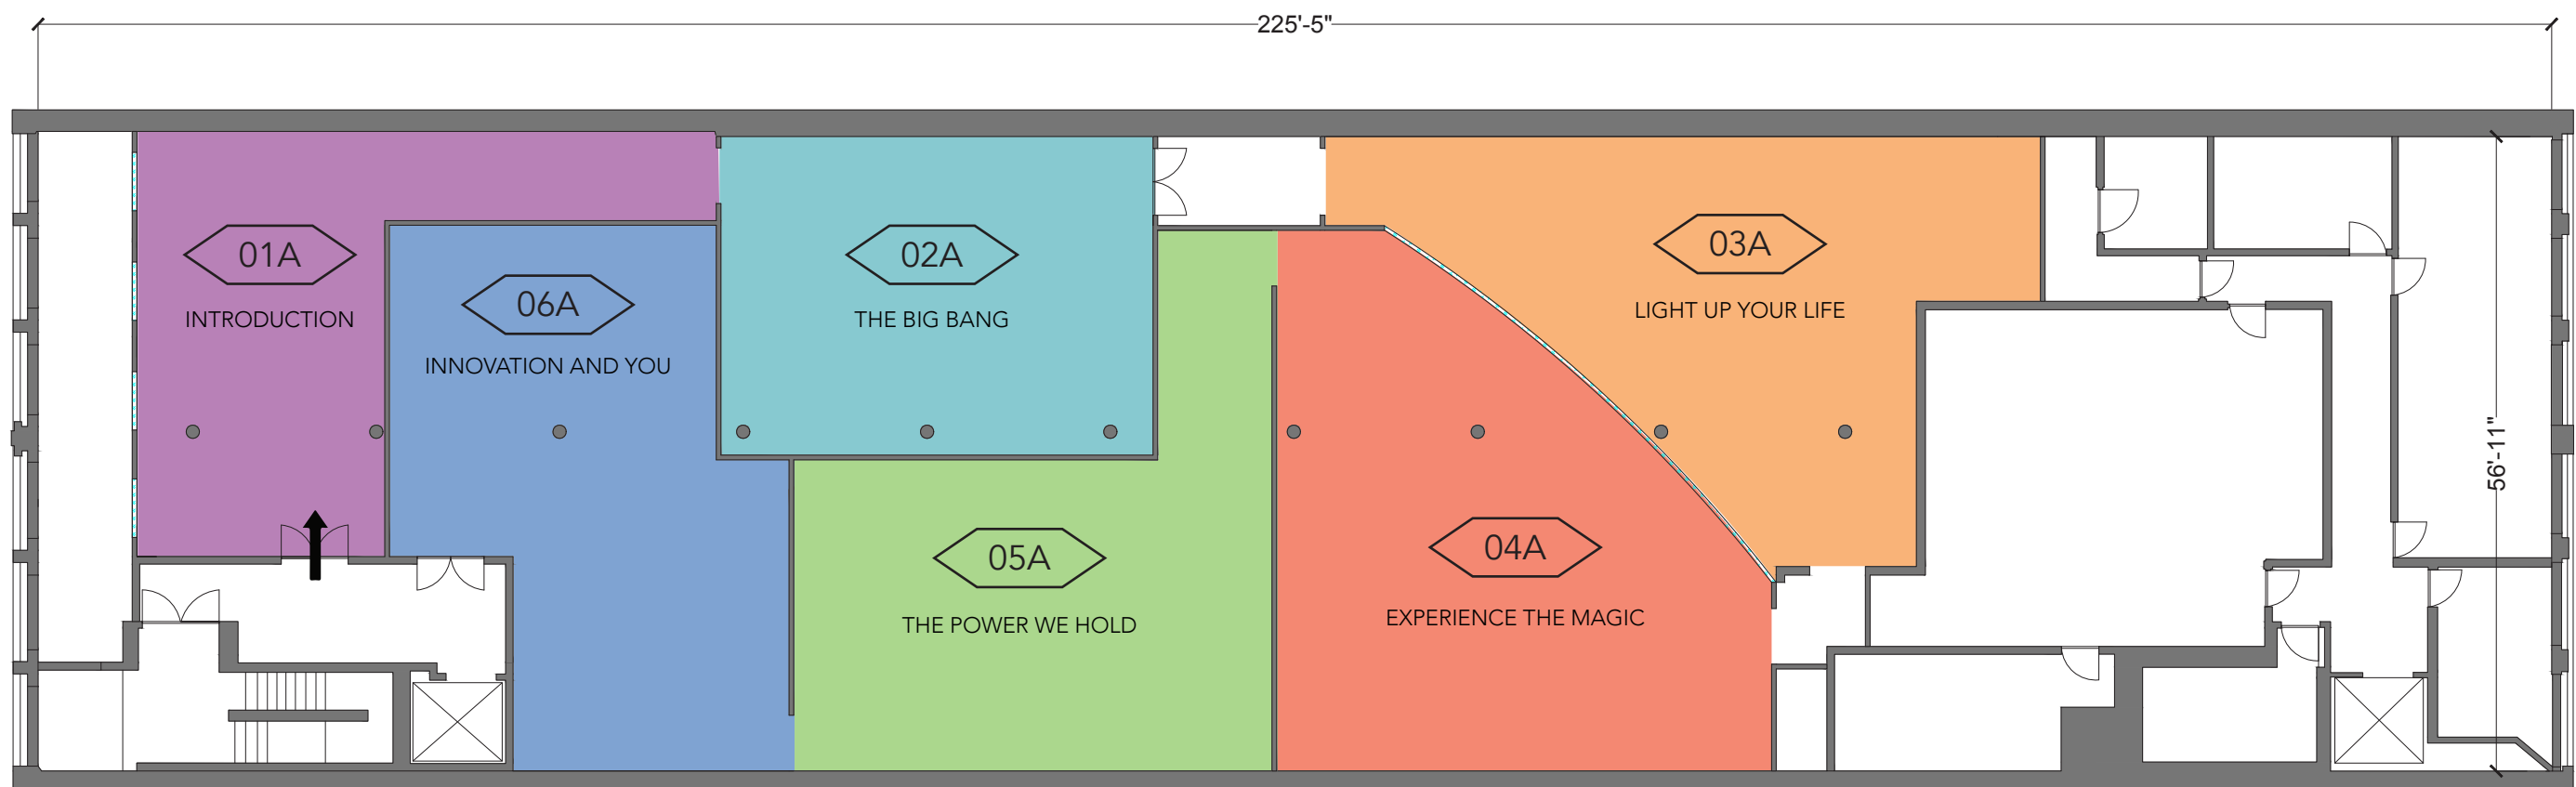 225'-5"
01A
INTRODUCTION
06A
INNOVATION AND YOU
02A
THE BIG BANG
03A
LIGHT UP YOUR LIFE
05A
THE POWER WE HOLD
04A
EXPERIENCE THE MAGIC
56'-11"